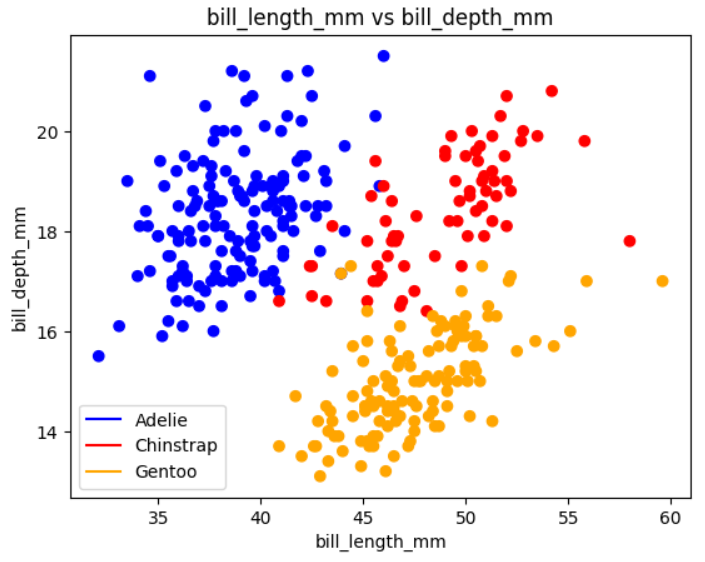 bill_length_mm vs bill_depth_mm
bill_depth_mm
20
18
16
14
Adelie
Chinstrap
Gentoo
35 40 45 50 55 60
bill_length_mm